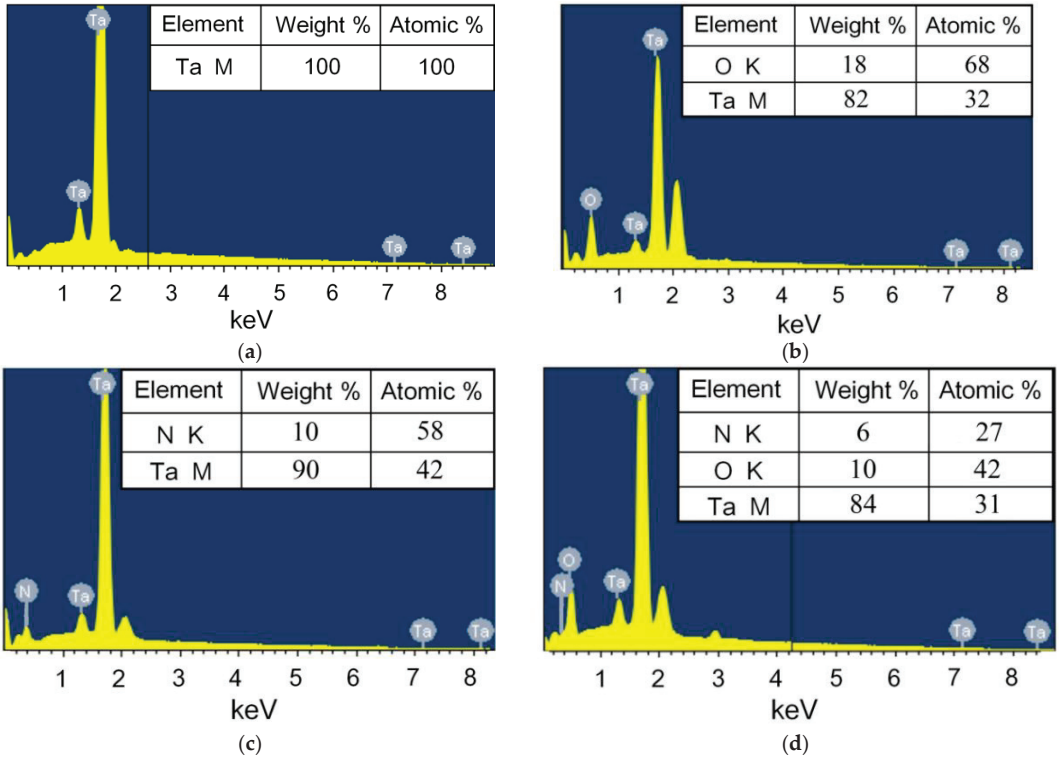 Element Weight % Atomic %
Ta M 100 100
Ta
Ta
Ta
Ta
1 2 3 4 5 6 7 8
keV
(a)
Element Weight % Atomic %
O K 18 68
Ta M 82 32
Ta
O
Ta
Ta
Ta
1 2 3 4 5 6 7 8
keV
(b)
Element Weight % Atomic %
N K 10 58
Ta M 90 42
Ta
N
Ta
Ta
Ta
1 2 3 4 5 6 7 8
keV
(c)
Element Weight % Atomic %
N K 6 27
O K 10 42
Ta M 84 31
Ta
O
N
Ta
Ta
Ta
1 2 3 4 5 6 7 8
keV
(d)